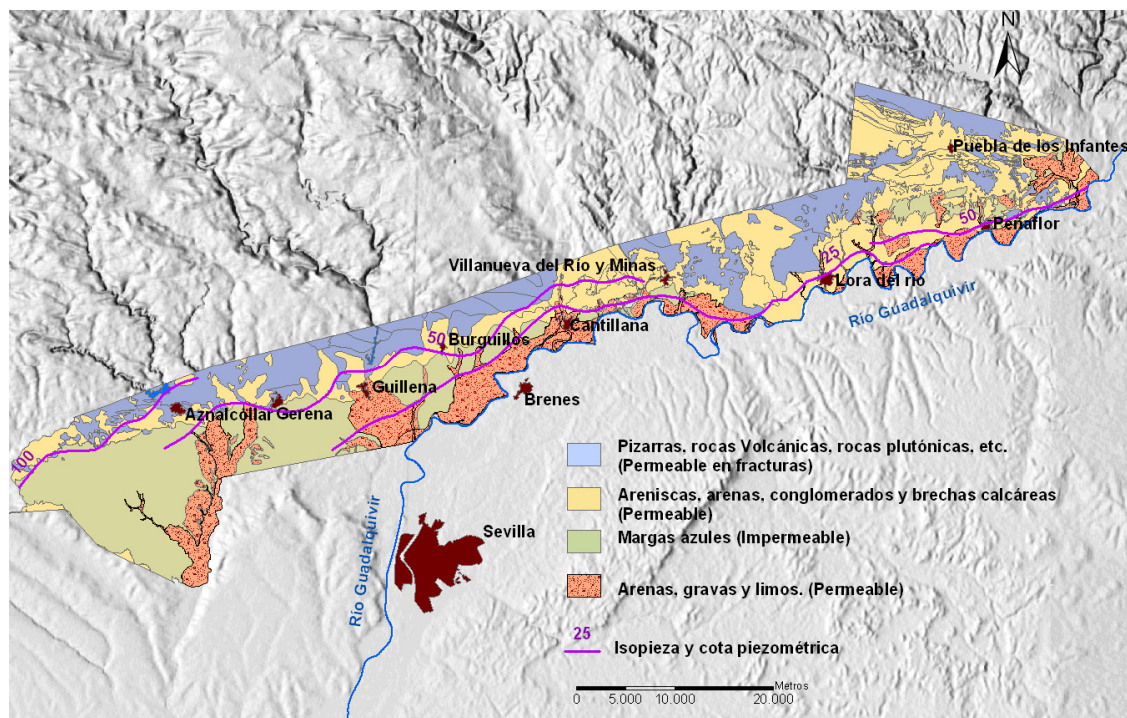 N
Puebla de los Infantes
50
Peñaflor
25
Lora del rio
Río Guadalquivir
Villanueva del Río y Minas
Cantillana
50
Burguillos
Guillena
Brenes
Aznalcóllar
Gerena
100
Sevilla
Río Guadalquivir
Pizarras, rocas Volcánicas, rocas plutónicas, etc.
(Permeable en fracturas)
Areniscas, arenas, conglomerados y brechas calcáreas
(Permeable)
Margas azules (Impermeable)
Arenas, gravas y limos. (Permeable)
25
Isopieza y cota piezométrica
Metros
0 5.000 10.000 20.000